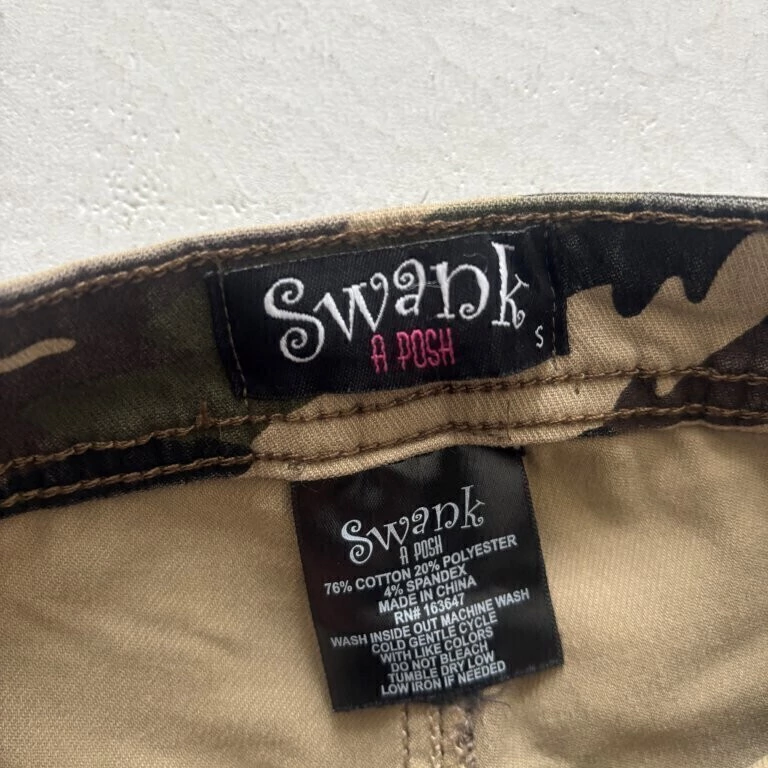 Swank
A POSH
S
Swank
A POSH
76% COTTON 20% POLYESTER
4% SPANDEX
MADE IN CHINA
RN# 163647
WASH INSIDE OUT MACHINE WASH
COLD GENTLE CYCLE
WITH LIKE COLORS
DO NOT BLEACH
TUMBLE DRY LOW
LOW IRON IF NEEDED